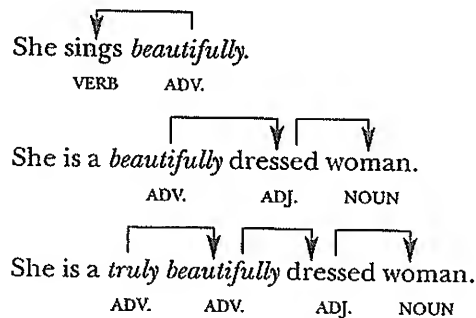 She sings beautifully.
VERB ADV.
She is a beautifully dressed woman.
ADV. ADJ. NOUN
She is a truly beautifully dressed woman.
ADV. ADV. ADJ. NOUN